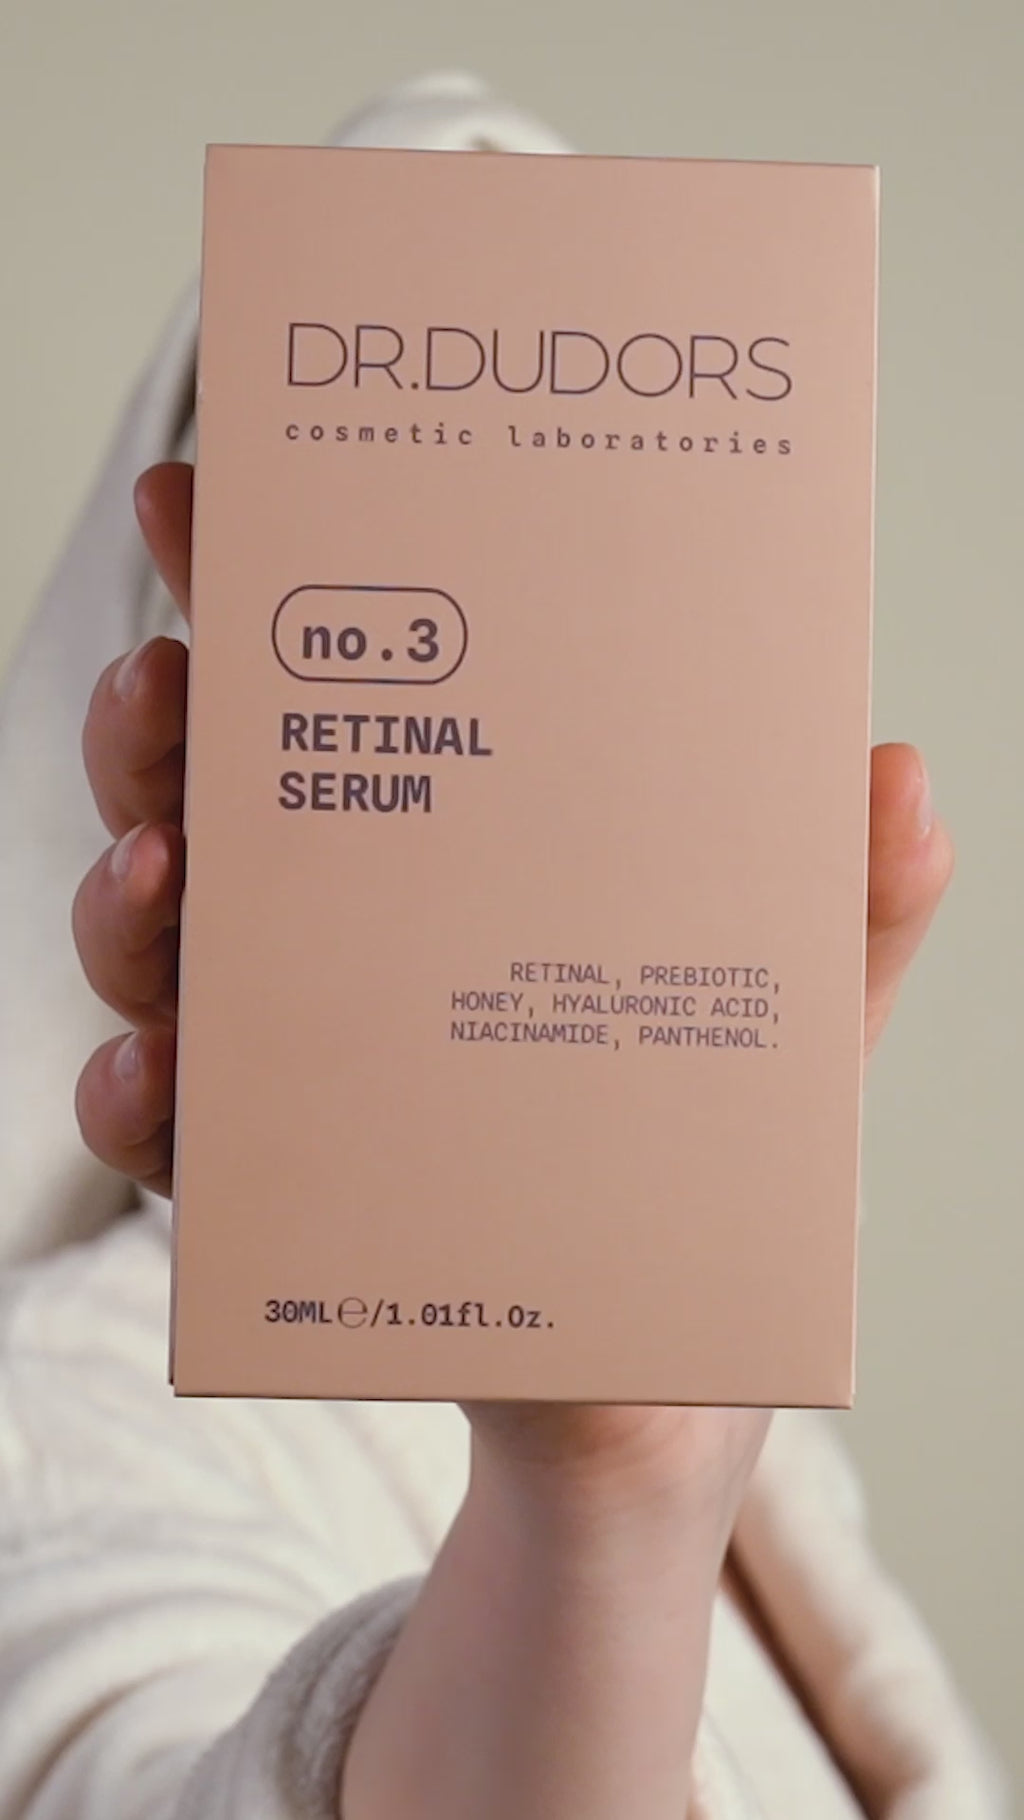 DR.DUDORS
cosmetic laboratories
no.3
RETINAL
SERUM
RETINAL, PREBIOTIC,
HONEY, HYALURONIC ACID,
NIACINAMIDE, PANTHENOL.
30ML℮/1.01fl.Oz.